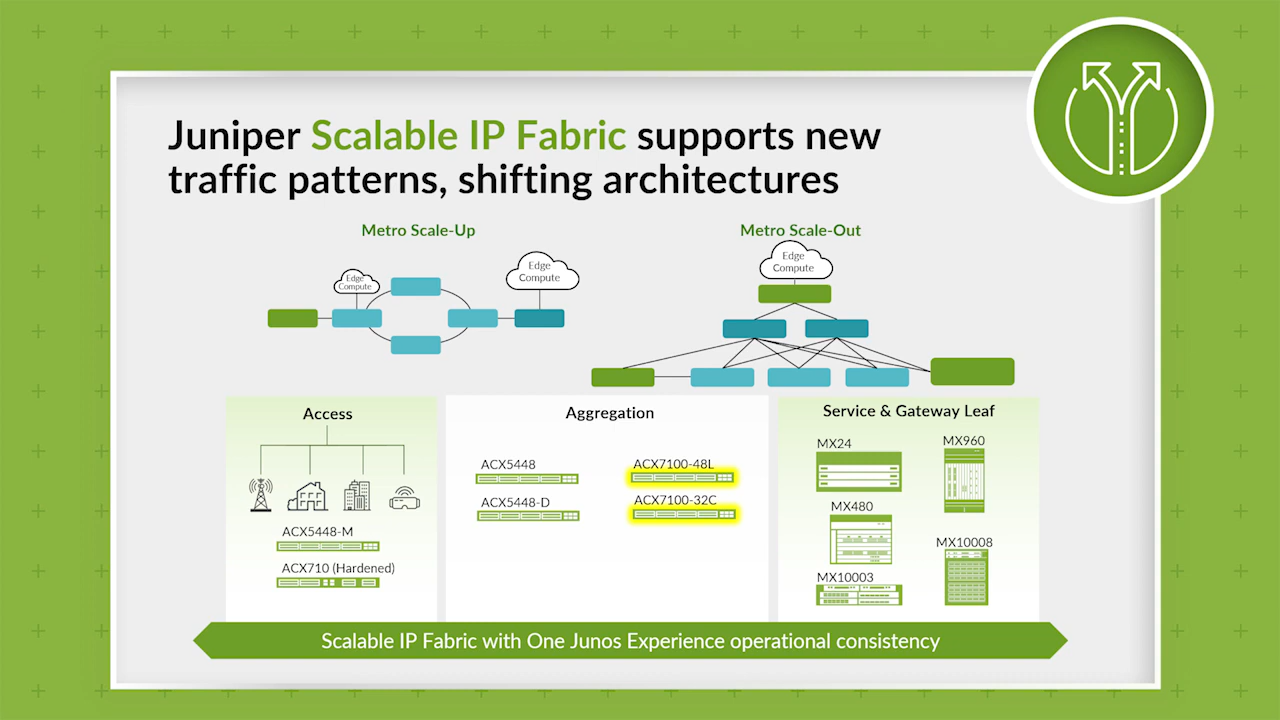 Juniper Scalable IP Fabric supports new
traffic patterns, shifting architectures
Metro Scale-Up
Edge
Compute
Edge
Compute
Metro Scale-Out
Edge
Compute
Access
ACX5448-M
ACX710 (Hardened)
Aggregation
ACX5448
ACX5448-D
ACX7100-48L
ACX7100-32C
Service & Gateway Leaf
MX24
MX960
MX480
MX10008
MX10003
Scalable IP Fabric with One Junos Experience operational consistency